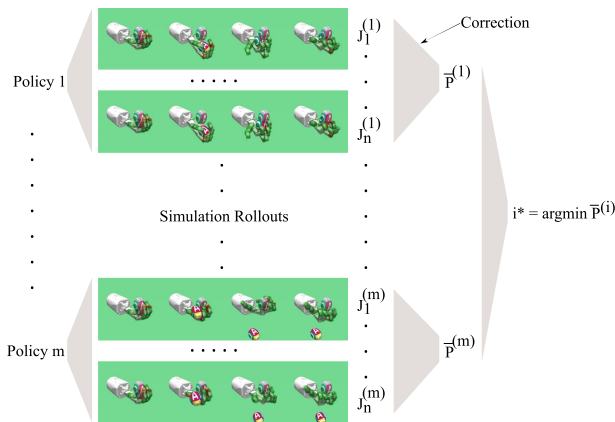 Policy 1
J₁⁽¹⁾
Jₙ⁽¹⁾
Correction
P̅⁽¹⁾
Simulation Rollouts
i* = argmin P̅⁽ⁱ⁾
Policy m
J₁⁽ᵐ⁾
Jₙ⁽ᵐ⁾
P̅⁽ᵐ⁾